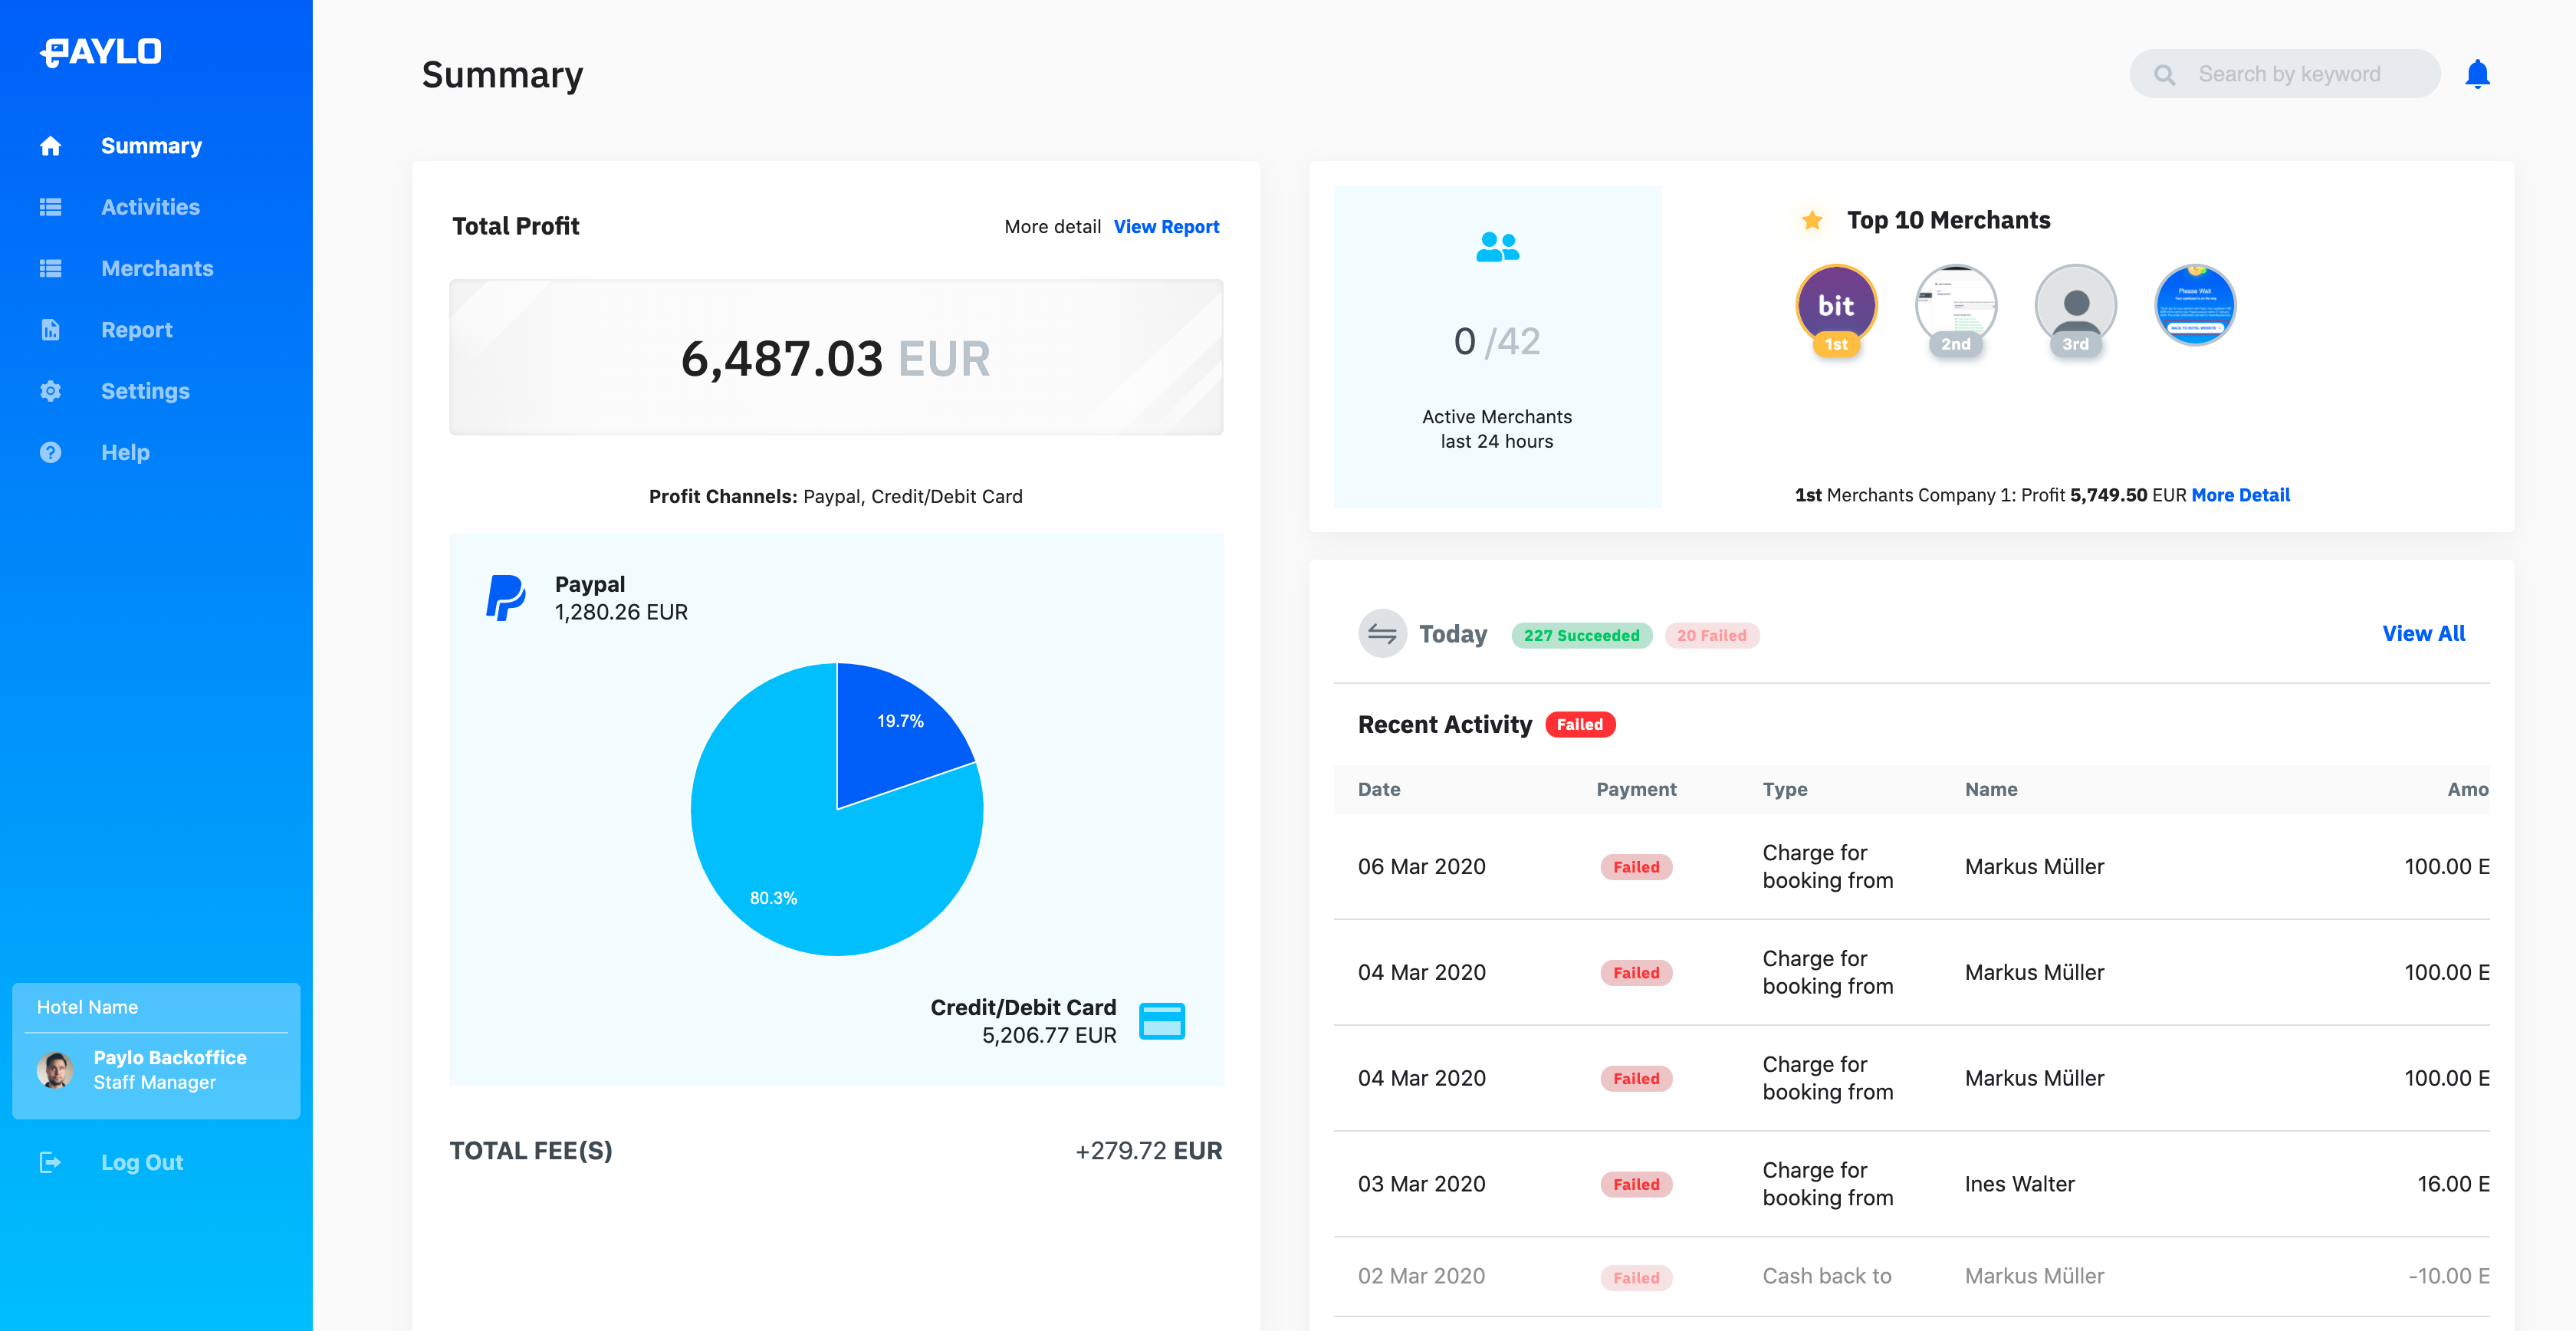 PAYLO
Summary
Activities
Merchants
Report
Settings
Help
Hotel Name
Paylo Backoffice
Staff Manager
Log Out
Summary
Search by keyword
Total Profit
More detail View Report
6,487.03 EUR
Profit Channels: Paypal, Credit/Debit Card
Paypal
1,280.26 EUR
19.7%
80.3%
Credit/Debit Card
5,206.77 EUR
TOTAL FEE(S) +279.72 EUR
0 /42
Active Merchants
last 24 hours
Top 10 Merchants
bit
Please Wait
BACK TO HOTEL WEBSITE
1st 2nd 3rd
1st Merchants Company 1: Profit 5,749.50 EUR More Detail
Today 227 Succeeded 20 Failed View All
Recent Activity Failed
Date Payment Type Name Amo
06 Mar 2020 Failed Charge for booking from Markus Müller 100.00 E
04 Mar 2020 Failed Charge for booking from Markus Müller 100.00 E
04 Mar 2020 Failed Charge for booking from Markus Müller 100.00 E
03 Mar 2020 Failed Charge for booking from Ines Walter 16.00 E
02 Mar 2020 Failed Cash back to Markus Müller -10.00 E